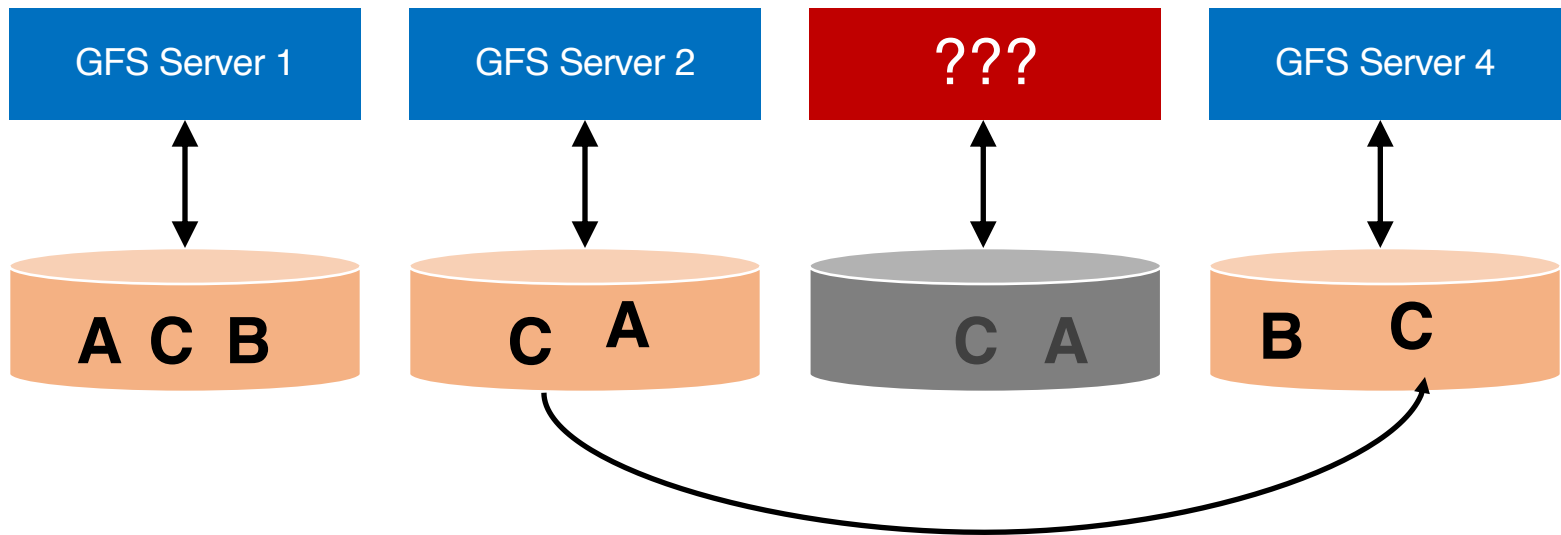 GFS Server 1
GFS Server 2
???
GFS Server 4
A C B
C A
C A
B C